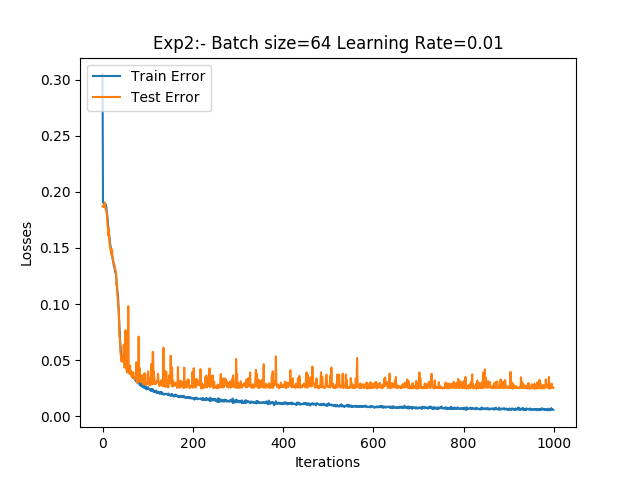 Exp2:- Batch size=64 Learning Rate=0.01
Train Error
Test Error
0.30
0.25
0.20
0.15
0.10
0.05
0.00
Losses
0 200 400 600 800 1000
Iterations